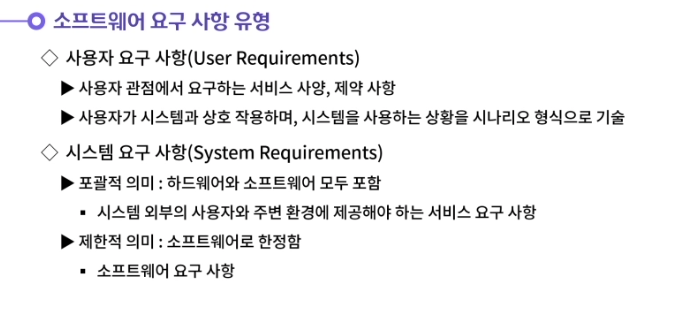 소프트웨어 요구 사항 유형
◇ 사용자 요구 사항(User Requirements)
▶ 사용자 관점에서 요구하는 서비스 사양, 제약 사항
▶ 사용자가 시스템과 상호 작용하며, 시스템을 사용하는 상황을 시나리오 형식으로 기술
◇ 시스템 요구 사항(System Requirements)
▶ 포괄적 의미 : 하드웨어와 소프트웨어 모두 포함
▪ 시스템 외부의 사용자와 주변 환경에 제공해야 하는 서비스 요구 사항
▶ 제한적 의미 : 소프트웨어로 한정함
▪ 소프트웨어 요구 사항